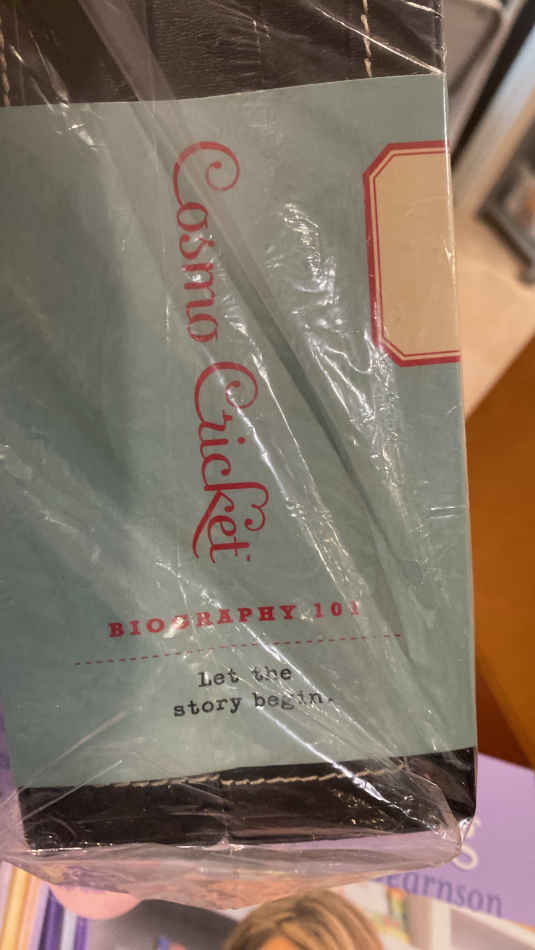 Cosmo Cricket
BIOGRAPHY 101
Let the
story begin.